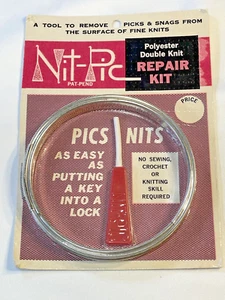 A TOOL TO REMOVE PICKS & SNAGS FROM
THE SURFACE OF FINE KNITS
Nit-Pic
PAT-PEND
Polyester
Double Knit
REPAIR
KIT
PRICE
PICS NITS
AS EASY
AS
PUTTING
A KEY
INTO A
LOCK
NO SEWING,
CROCHET OR
KNITTING
SKILL
REQUIRED